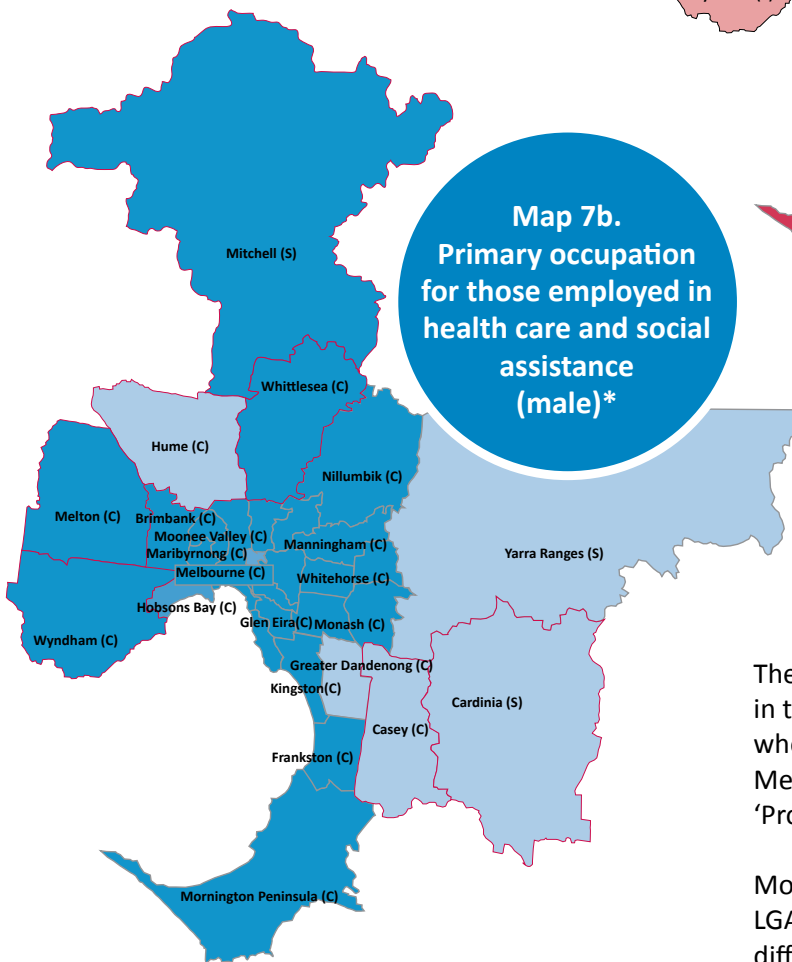 Map 7b.
Primary occupation
for those employed in
health care and social
assistance
(male)*
Mitchell (S)
Whittlesea (C)
Hume (C)
Nillumbik (C)
Melton (C)
Brimbank (C)
Moonee Valley (C)
Maribyrnong (C)
Manningham (C)
Yarra Ranges (S)
Melbourne (C)
Whitehorse (C)
Hobsons Bay (C)
Glen Eira(C)
Monash (C)
Wyndham (C)
Greater Dandenong (C)
Kingston(C)
Cardinia (S)
Casey (C)
Frankston (C)
Mornington Peninsula (C)
The
in t
who
Me
‘Pro
Mo
LGA
diff